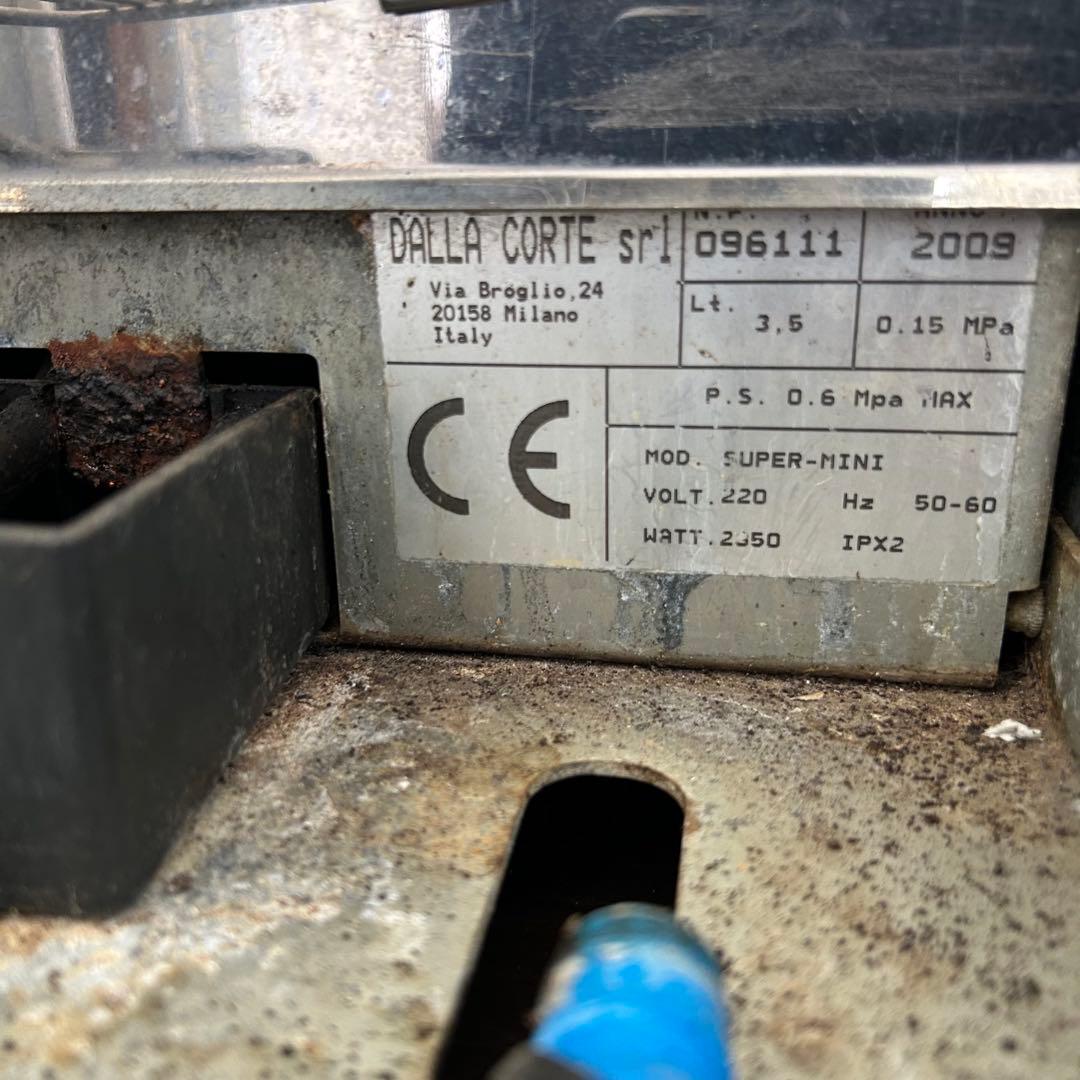 DALLA CORTE srl
Via Broglio,24
20158 Milano
Italy
N.P.
096111
ANNO
2009
Lt.
3,5
0.15 MPa
P.S. 0.6 Mpa MAX
CE
MOD. SUPER-MINI
VOLT.220 Hz 50-60
IPX2